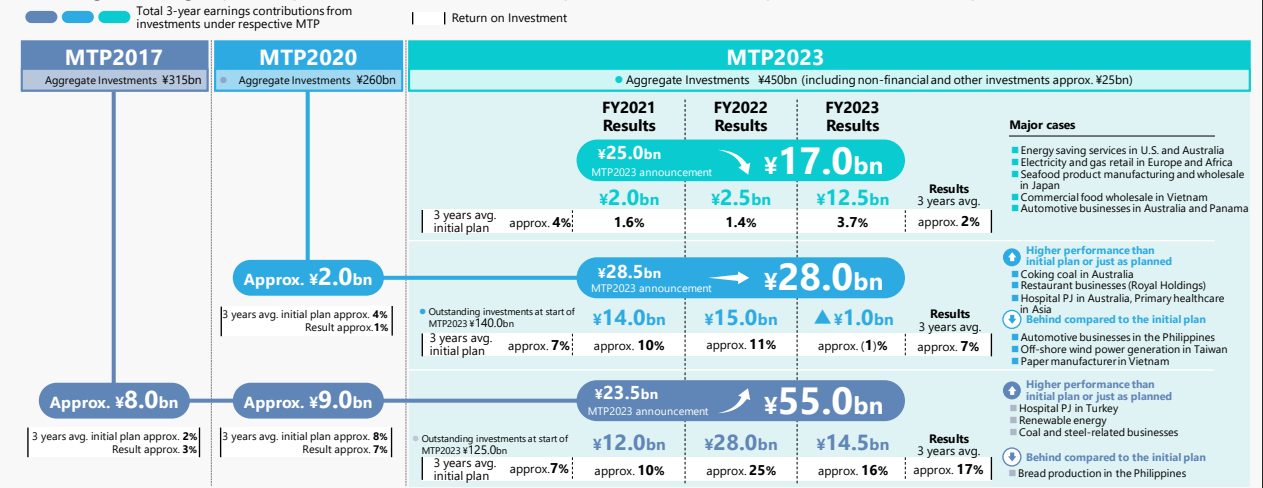 Total 3-year earnings contributions from
investments under respective MTP
Return on Investment
MTP2017
Aggregate Investments ¥315bn
MTP2020
Aggregate Investments ¥260bn
MTP2023
Aggregate Investments ¥450bn (including non-financial and other investments approx. ¥25bn)
FY2021
Results
FY2022
Results
FY2023
Results
¥25.0bn
MTP2023 announcement
¥17.0bn
¥2.0bn
¥2.5bn
¥12.5bn
Results
3 years avg.
3 years avg.
initial plan
approx. 4%
1.6%
1.4%
3.7%
approx. 2%
Major cases
Energy saving services in U.S. and Australia
Electricity and gas retail in Europe and Africa
Seafood product manufacturing and wholesale
in Japan
Commercial food wholesale in Vietnam
Automotive businesses in Australia and Panama
Approx. ¥2.0bn
3 years avg. initial plan approx. 4%
Result approx.1%
¥28.5bn
MTP2023 announcement
¥28.0bn
Outstanding investments at start of
MTP2023 ¥140.0bn
¥14.0bn
¥15.0bn
▲¥1.0bn
Results
3 years avg.
3 years avg.
initial plan
approx. 7%
approx. 10%
approx. 11%
approx. (1)%
approx. 7%
Higher performance than
initial plan or just as planned
Coking coal in Australia
Restaurant businesses (Royal Holdings)
Hospital PJ in Australia, Primary healthcare
in Asia
Behind compared to the initial plan
Automotive businesses in the Philippines
Off-shore wind power generation in Taiwan
Paper manufacturer in Vietnam
Approx. ¥8.0bn
3 years avg. initial plan approx. 2%
Result approx. 3%
Approx. ¥9.0bn
3 years avg. initial plan approx. 8%
Result approx. 7%
¥23.5bn
MTP2023 announcement
¥55.0bn
Outstanding investments at start of
MTP2023 ¥125.0bn
¥12.0bn
¥28.0bn
¥14.5bn
Results
3 years avg.
3 years avg.
initial plan
approx.7%
approx. 10%
approx. 25%
approx. 16%
approx. 17%
Higher performance than
initial plan or just as planned
Hospital PJ in Turkey
Renewable energy
Coal and steel-related businesses
Behind compared to the initial plan
Bread production in the Philippines